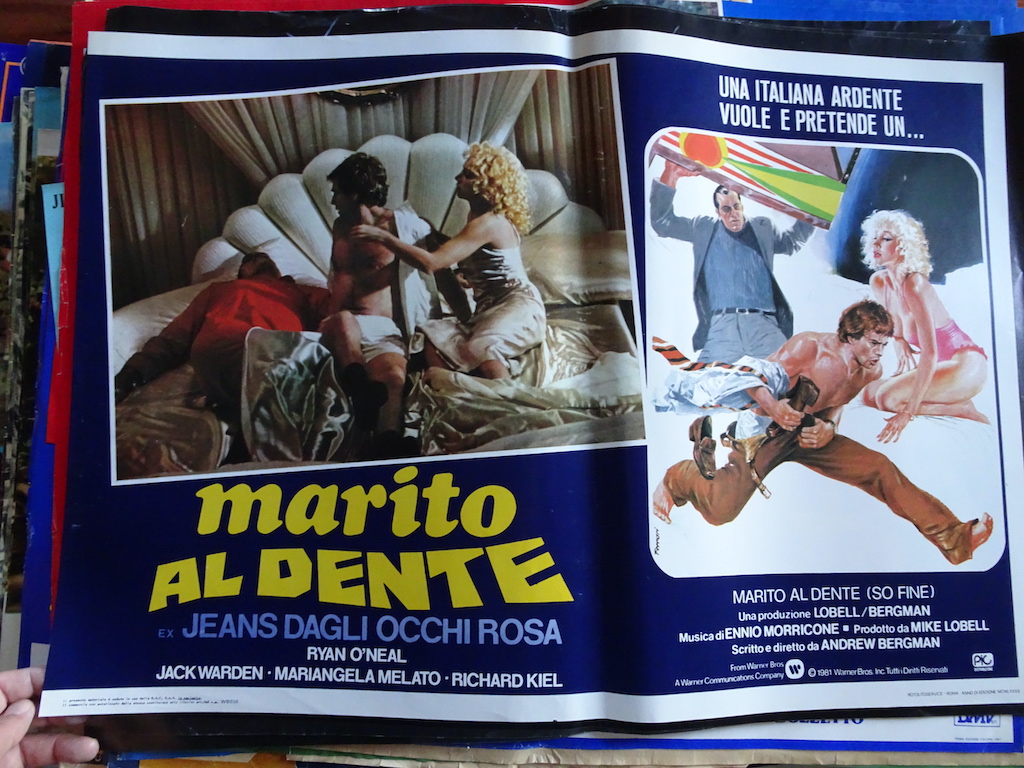 marito
AL DENTE
EX JEANS DAGLI OCCHI ROSA
RYAN O'NEAL
JACK WARDEN · MARIANGELA MELATO · RICHARD KIEL
UNA ITALIANA ARDENTE
VUOLE E PRETENDE UN...
MARITO AL DENTE (SO FINE)
Una produzione LOBELL/BERGMAN
Musica di ENNIO MORRICONE ▪ Prodotto da MIKE LOBELL
Scritto e diretto da ANDREW BERGMAN
From Warner Bros.
A Warner Communications Company
© 1981 Warner Bros. Inc. Tutti i Diritti Riservati
PIC